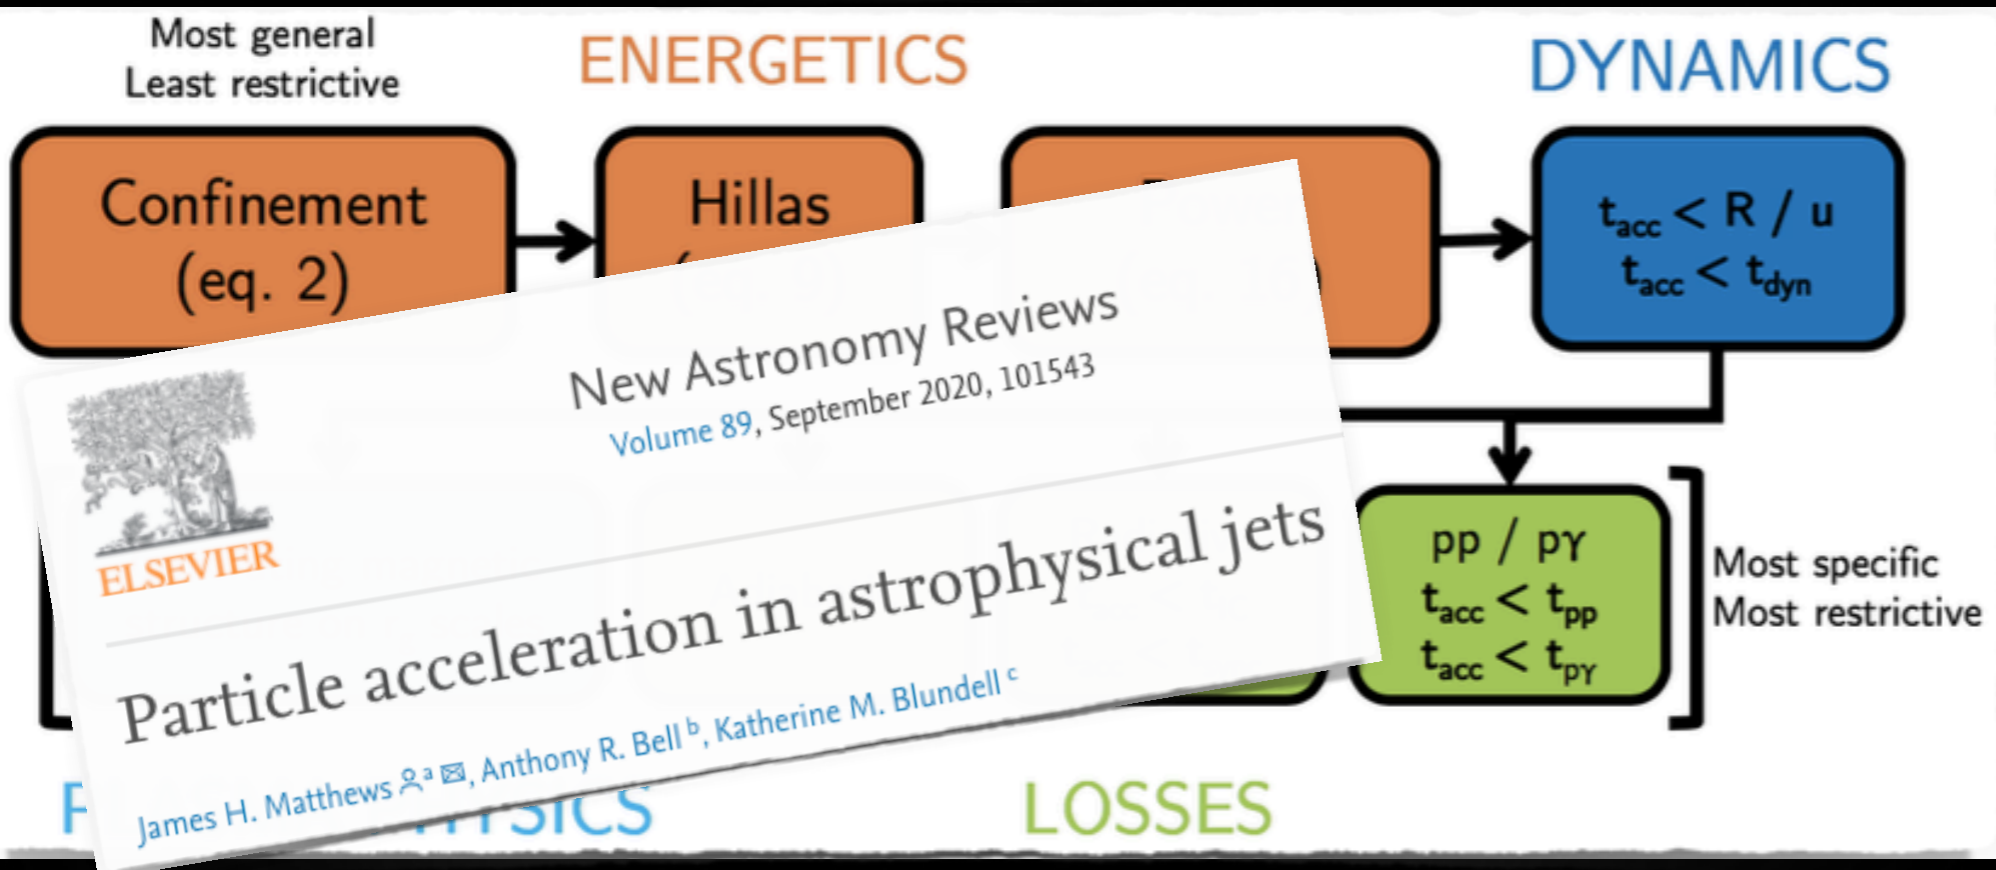 Most general
Least restrictive
ENERGETICS
DYNAMICS
Confinement
(eq. 2)
Hillas
t_acc < R / u
t_acc < t_dyn
New Astronomy Reviews
Volume 89, September 2020, 101543
ELSEVIER
Particle acceleration in astrophysical jets
James H. Matthews a, Anthony R. Bell b, Katherine M. Blundell c
pp / pγ
t_acc < t_pp
t_acc < t_pγ
Most specific
Most restrictive
LOSSES